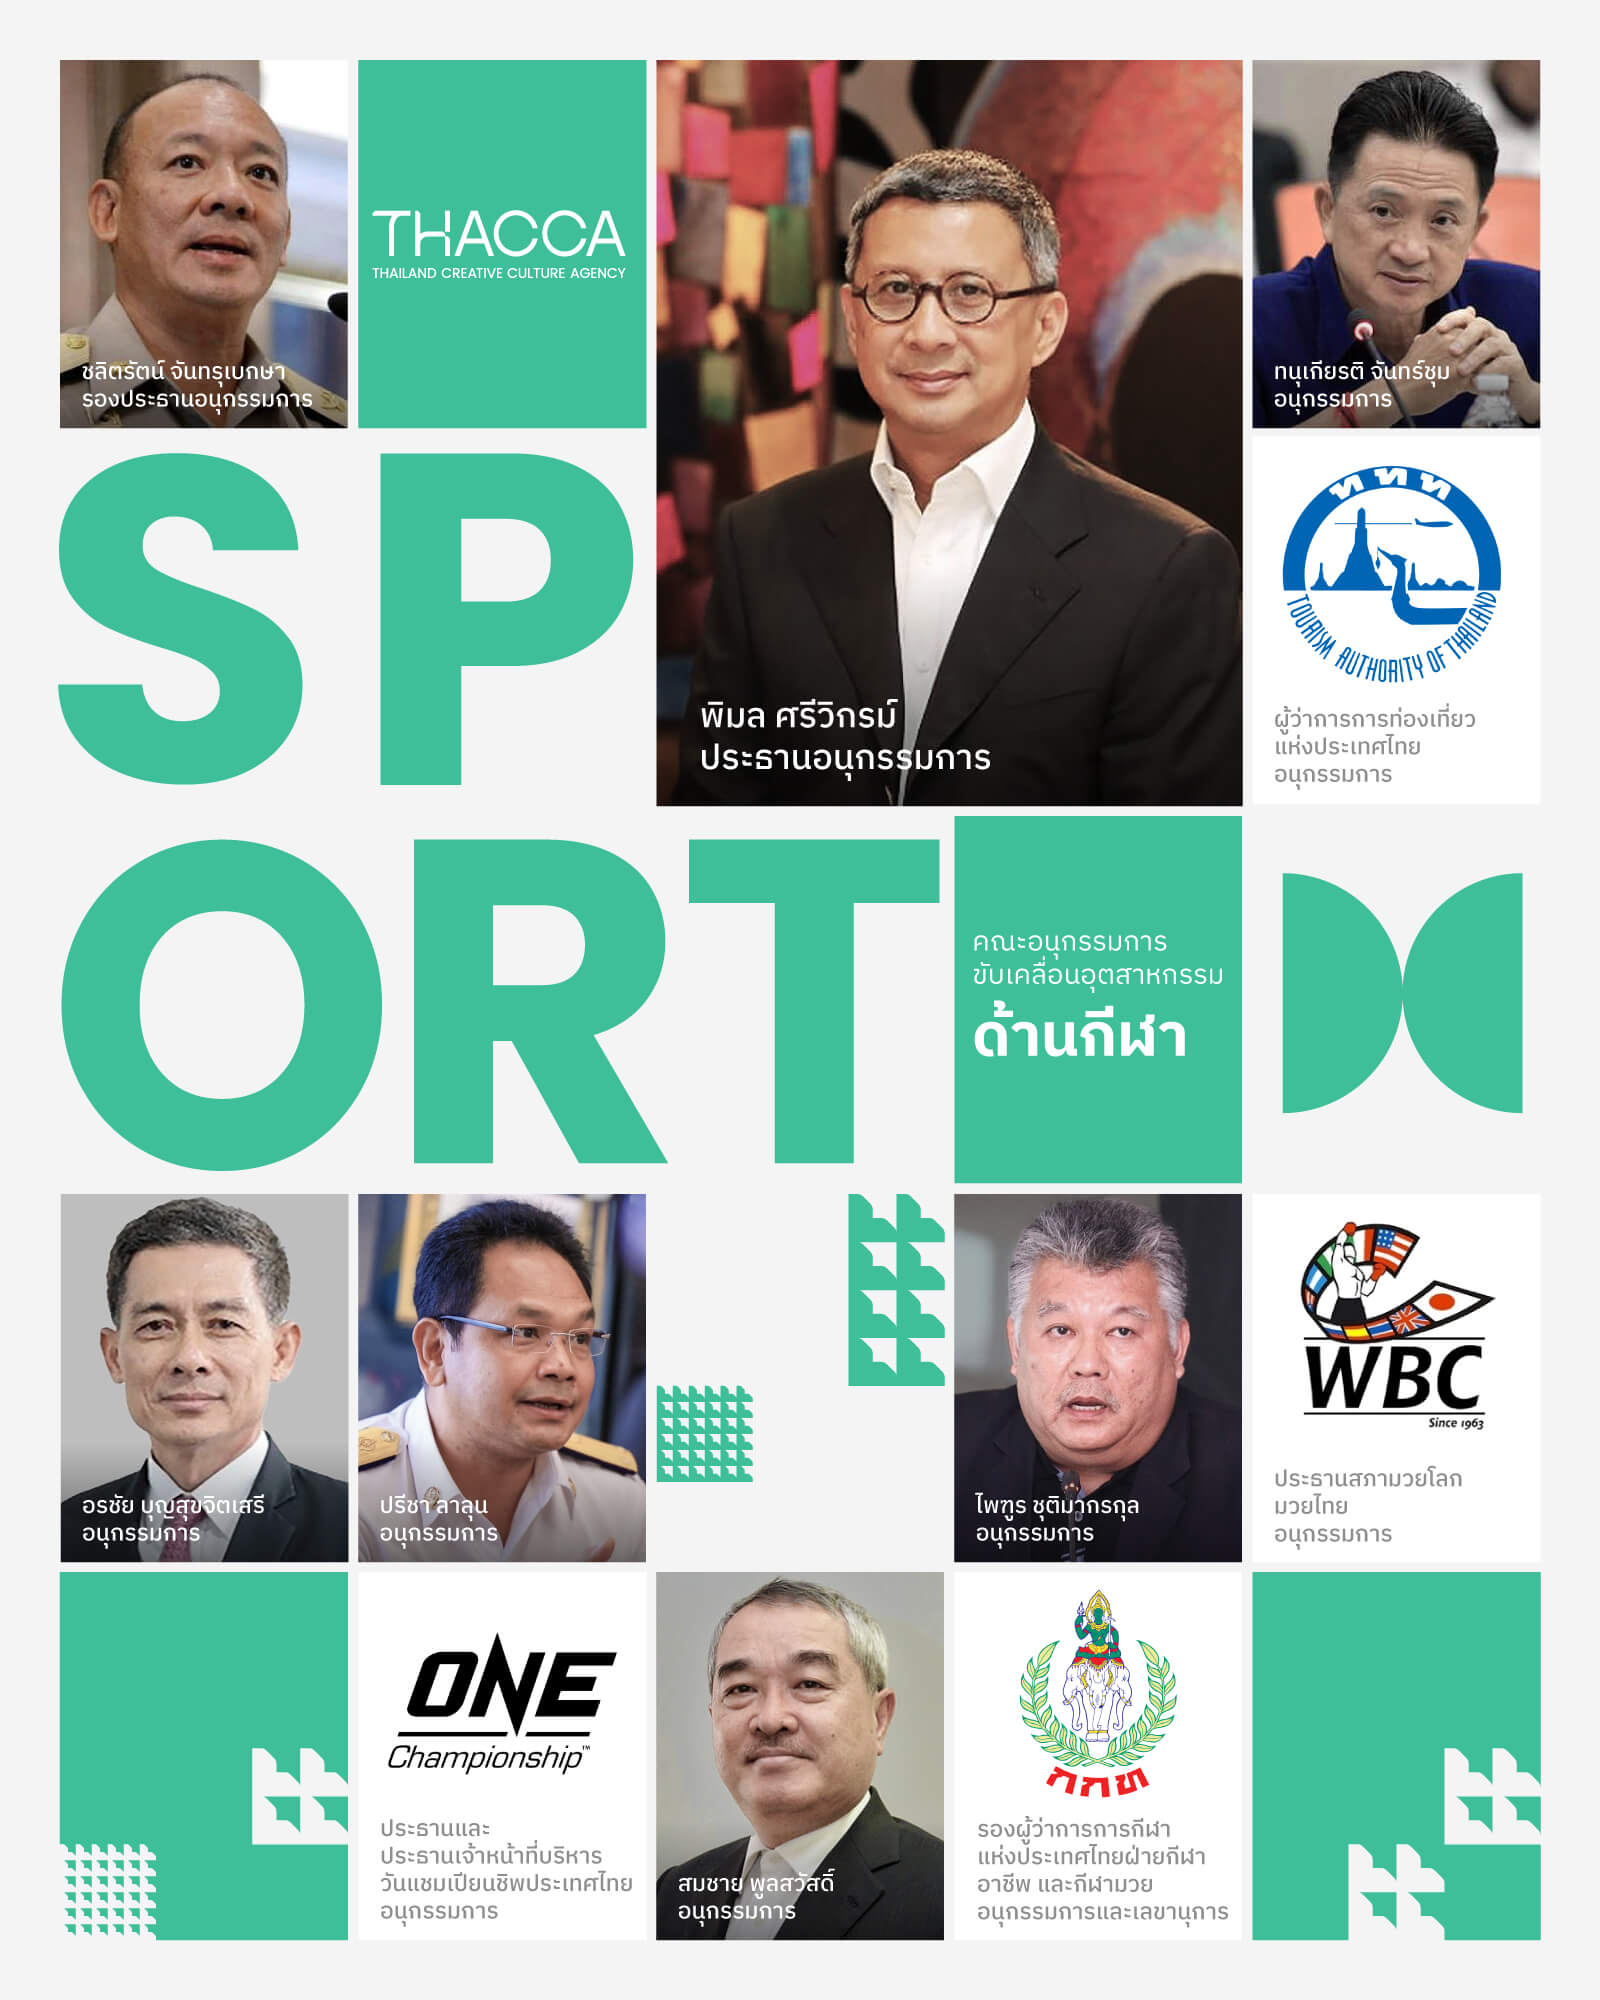 ชลิตรัตน์ จันทรุเบกษา
รองประธานอนุกรรมการ
THACCA
THAILAND CREATIVE CULTURE AGENCY
พิมล ศรีวิกรม์
ประธานอนุกรรมการ
ทนุเกียรติ จันทร์ชุม
อนุกรรมการ
ททท
TOURISM AUTHORITY OF THAILAND
ผู้ว่าการการท่องเที่ยว
แห่งประเทศไทย
อนุกรรมการ
SP
ORT
คณะอนุกรรมการ
ขับเคลื่อนอุตสาหกรรม
ด้านกีฬา
อรชัย บุญสุขจิตเสรี
อนุกรรมการ
ปรีชา ลาลุน
อนุกรรมการ
ไพฑูร ชุติมากรกุล
อนุกรรมการ
WBC
Since 1963
ประธานสภามวยโลก
มวยไทย
อนุกรรมการ
ONE
Championship™
ประธานและ
ประธานเจ้าหน้าที่บริหาร
วันแชมเปียนชิพประเทศไทย
อนุกรรมการ
สมชาย พูลสวัสดิ์
อนุกรรมการ
กกท
รองผู้ว่าการการกีฬา
แห่งประเทศไทยฝ่ายกีฬา
อาชีพ และกีฬามวย
อนุกรรมการและเลขานุการ